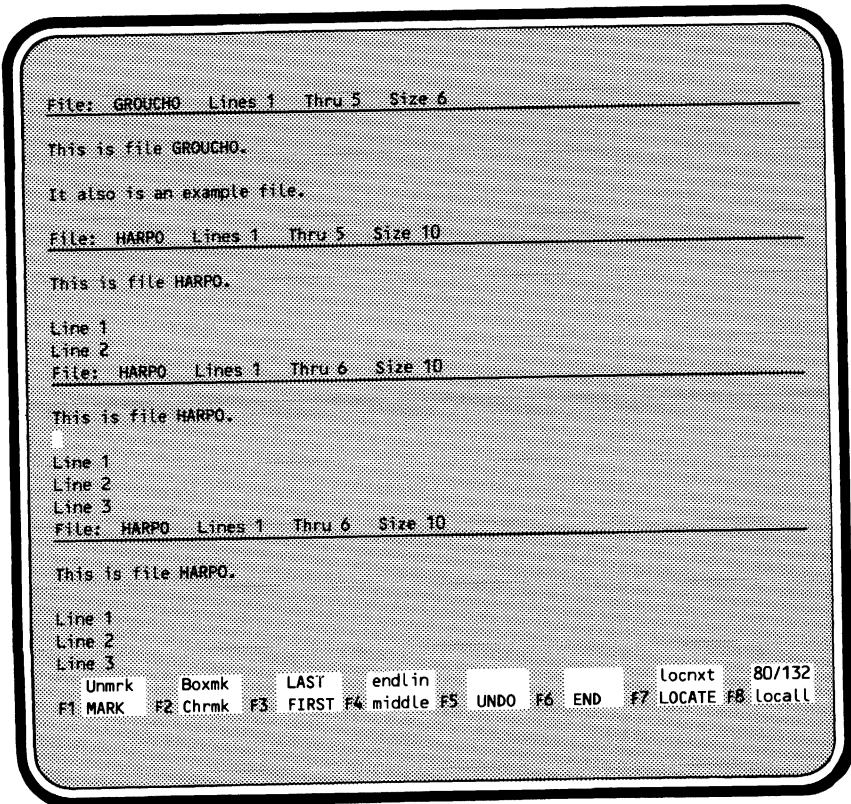 File: GROUCHO Lines 1 Thru 5 Size 6
This is file GROUCHO.
It also is an example file.
File: HARPO Lines 1 Thru 5 Size 10
This is file HARPO.
Line 1
Line 2
File: HARPO Lines 1 Thru 6 Size 10
This is file HARPO.
Line 1
Line 2
Line 3
File: HARPO Lines 1 Thru 6 Size 10
This is file HARPO.
Line 1
Line 2
Line 3
Unmrk Boxmk LAST endlin locnxt 80/132
F1 MARK F2 Chrmk F3 FIRST F4 middle F5 UNDO F6 END F7 LOCATE F8 locall